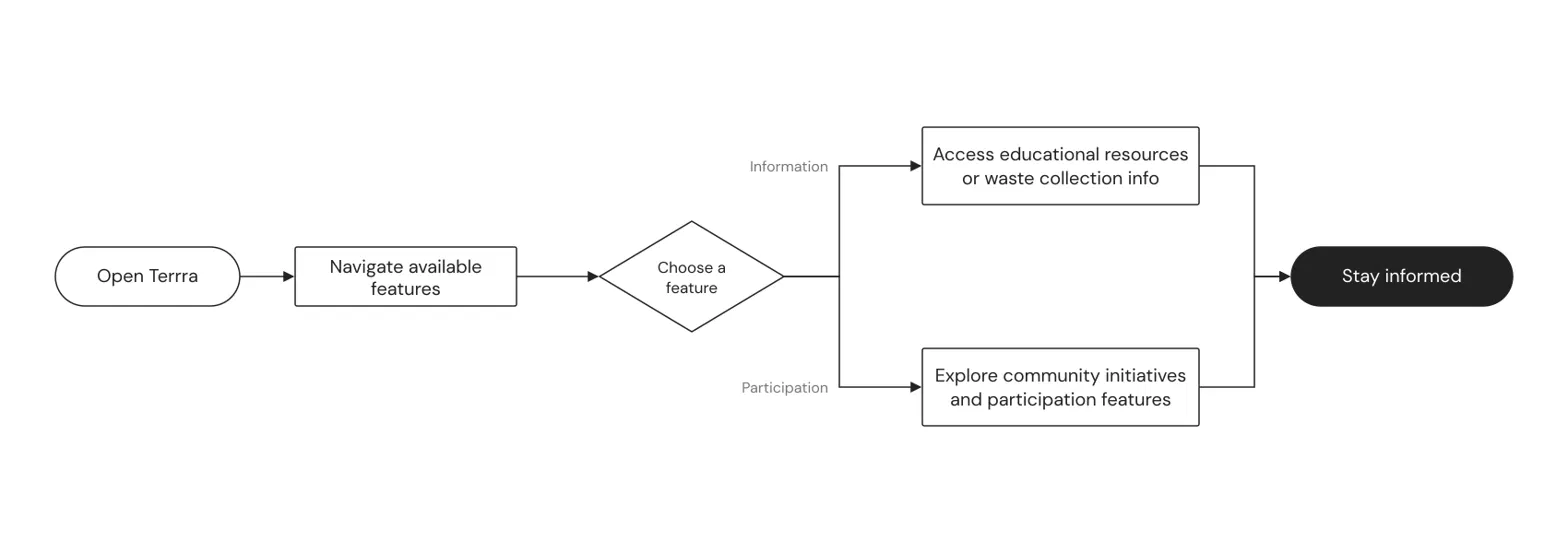 Open Terrra
Navigate available
features
Choose a
feature
Information
Access educational resources
or waste collection info
Participation
Explore community initiatives
and participation features
Stay informed